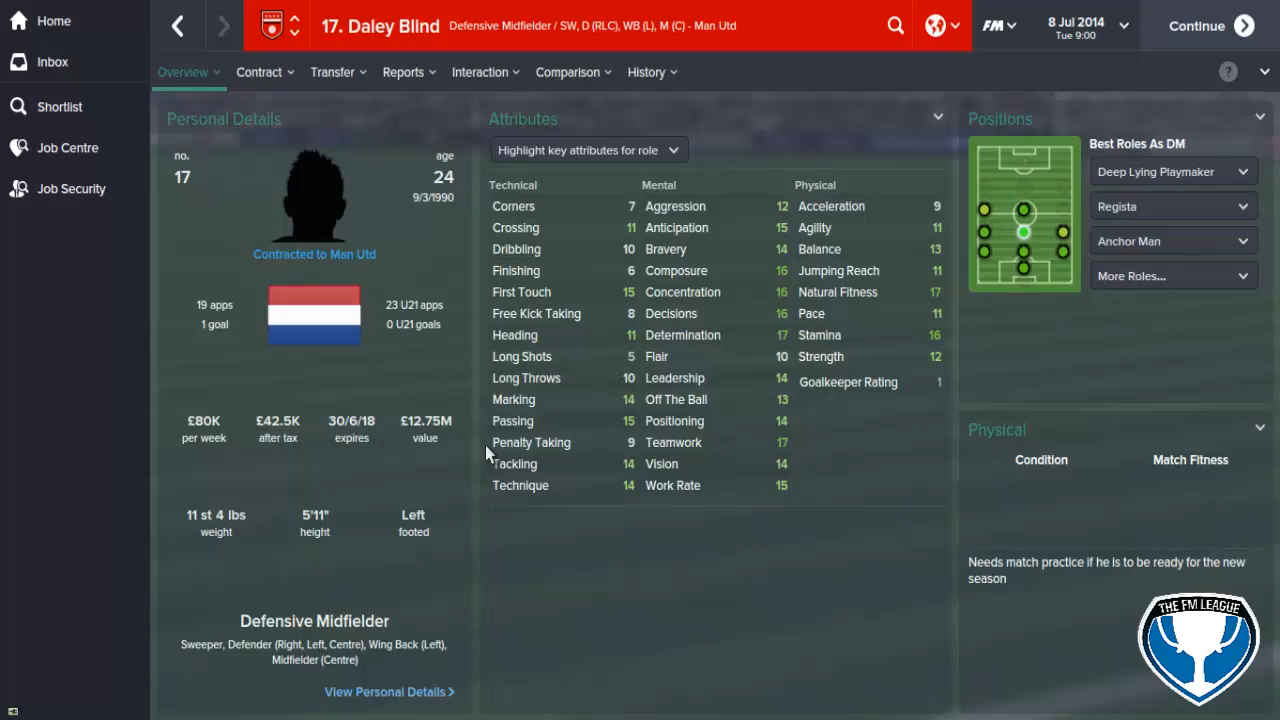 Home
Inbox
Shortlist
Job Centre
Job Security
17. Daley Blind
Defensive Midfielder / SW, D (RLC), WB (L), M (C) - Man Utd
FM
8 Jul 2014
Tue 9:00
Continue
Overview
Contract
Transfer
Reports
Interaction
Comparison
History
?
Personal Details
no.
17
age
24
9/3/1990
Contracted to Man Utd
19 apps
1 goal
23 U21 apps
0 U21 goals
£80K
per week
£42.5K
after tax
30/6/18
expires
£12.75M
value
11 st 4 lbs
weight
5'11"
height
Left
footed
Defensive Midfielder
Sweeper, Defender (Right, Left, Centre), Wing Back (Left),
Midfielder (Centre)
View Personal Details
Attributes
Highlight key attributes for role
Technical Mental Physical
Corners 7 Aggression 12 Acceleration 9
Crossing 11 Anticipation 15 Agility 11
Dribbling 10 Bravery 14 Balance 13
Finishing 6 Composure 16 Jumping Reach 11
First Touch 15 Concentration 16 Natural Fitness 17
Free Kick Taking 8 Decisions 16 Pace 11
Heading 11 Determination 17 Stamina 16
Long Shots 5 Flair 10 Strength 12
Long Throws 10 Leadership 14 Goalkeeper Rating 1
Marking 14 Off The Ball 13
Passing 15 Positioning 14
Penalty Taking 9 Teamwork 17
Tackling 14 Vision 14
Technique 14 Work Rate 15
Positions
Best Roles As DM
Deep Lying Playmaker
Regista
Anchor Man
More Roles...
Physical
Condition Match Fitness
Needs match practice if he is to be ready for the new
season
THE FM LEAGUE